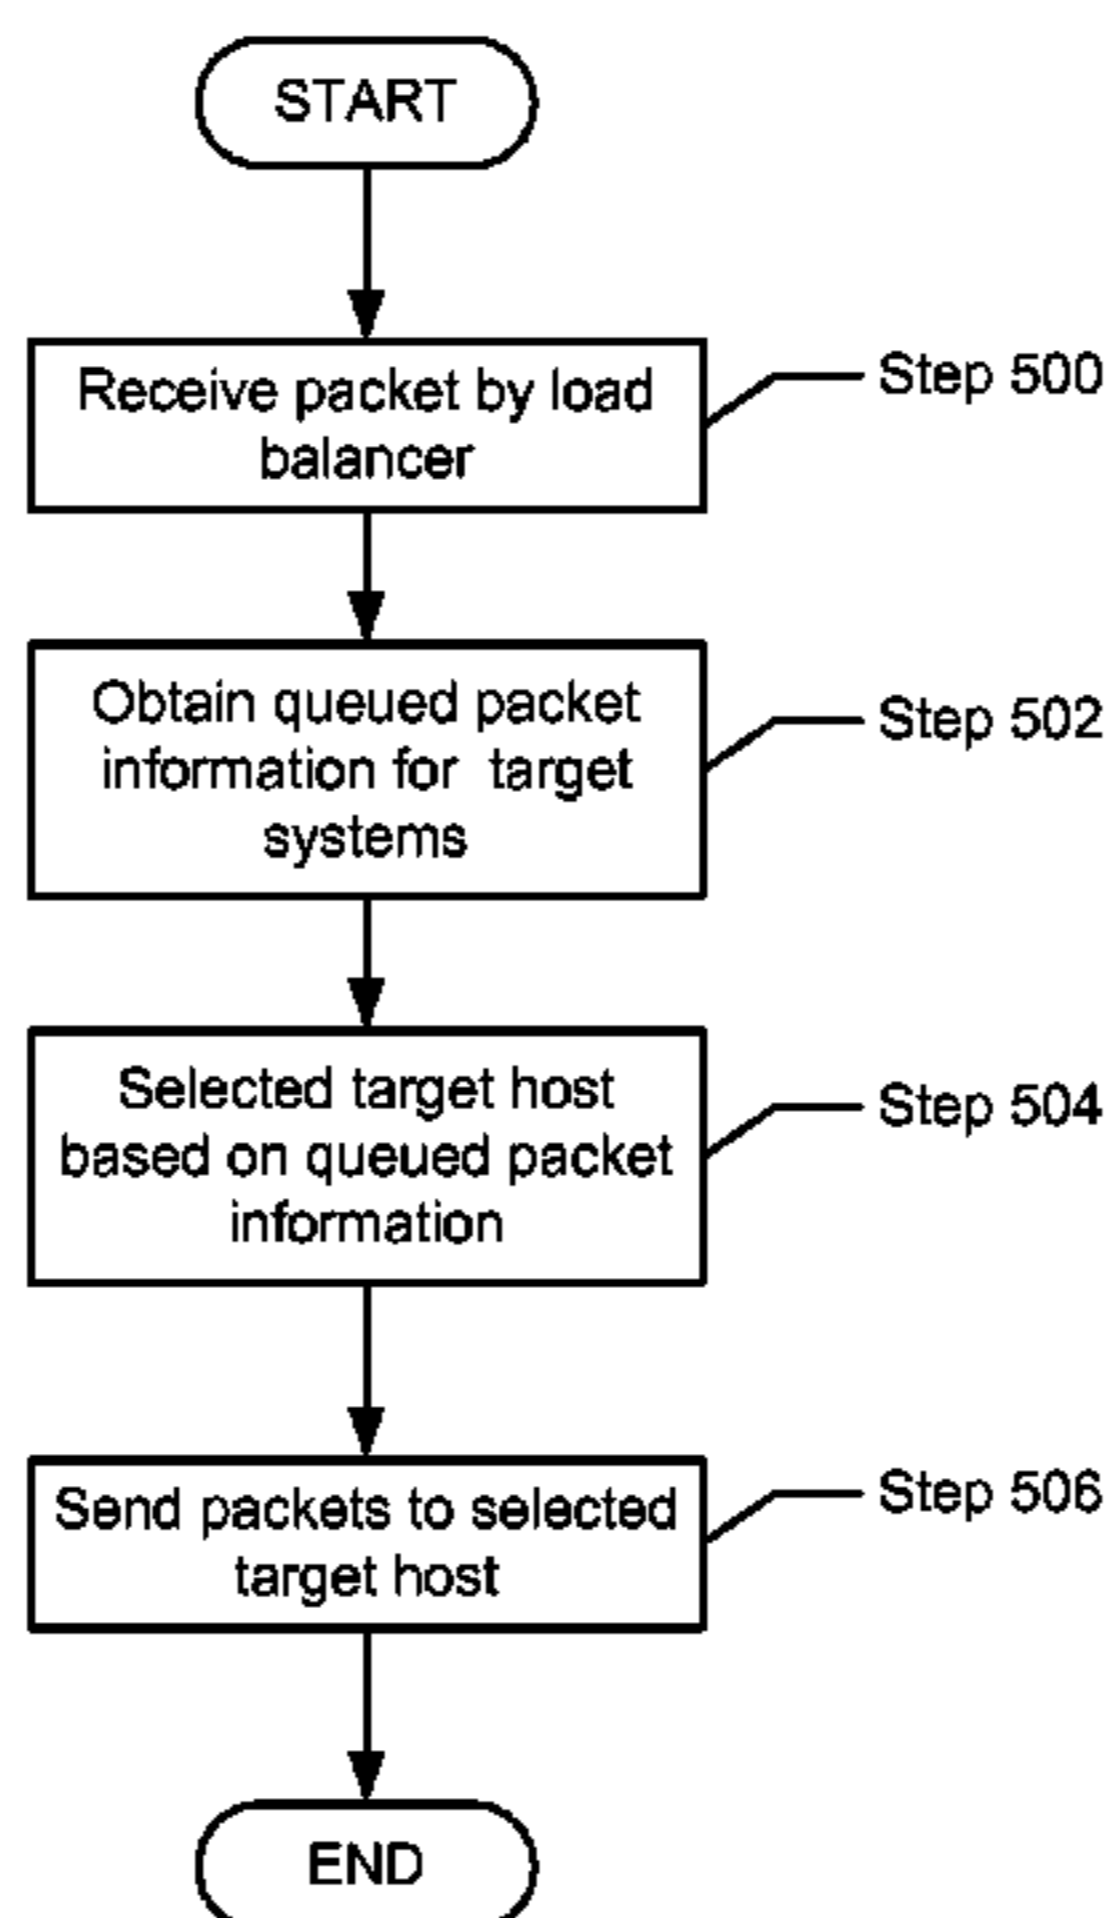 START
Receive packet by load
balancer
Step 500
Obtain queued packet
information for target
systems
Step 502
Selected target host
based on queued packet
information
Step 504
Send packets to selected
target host
Step 506
END